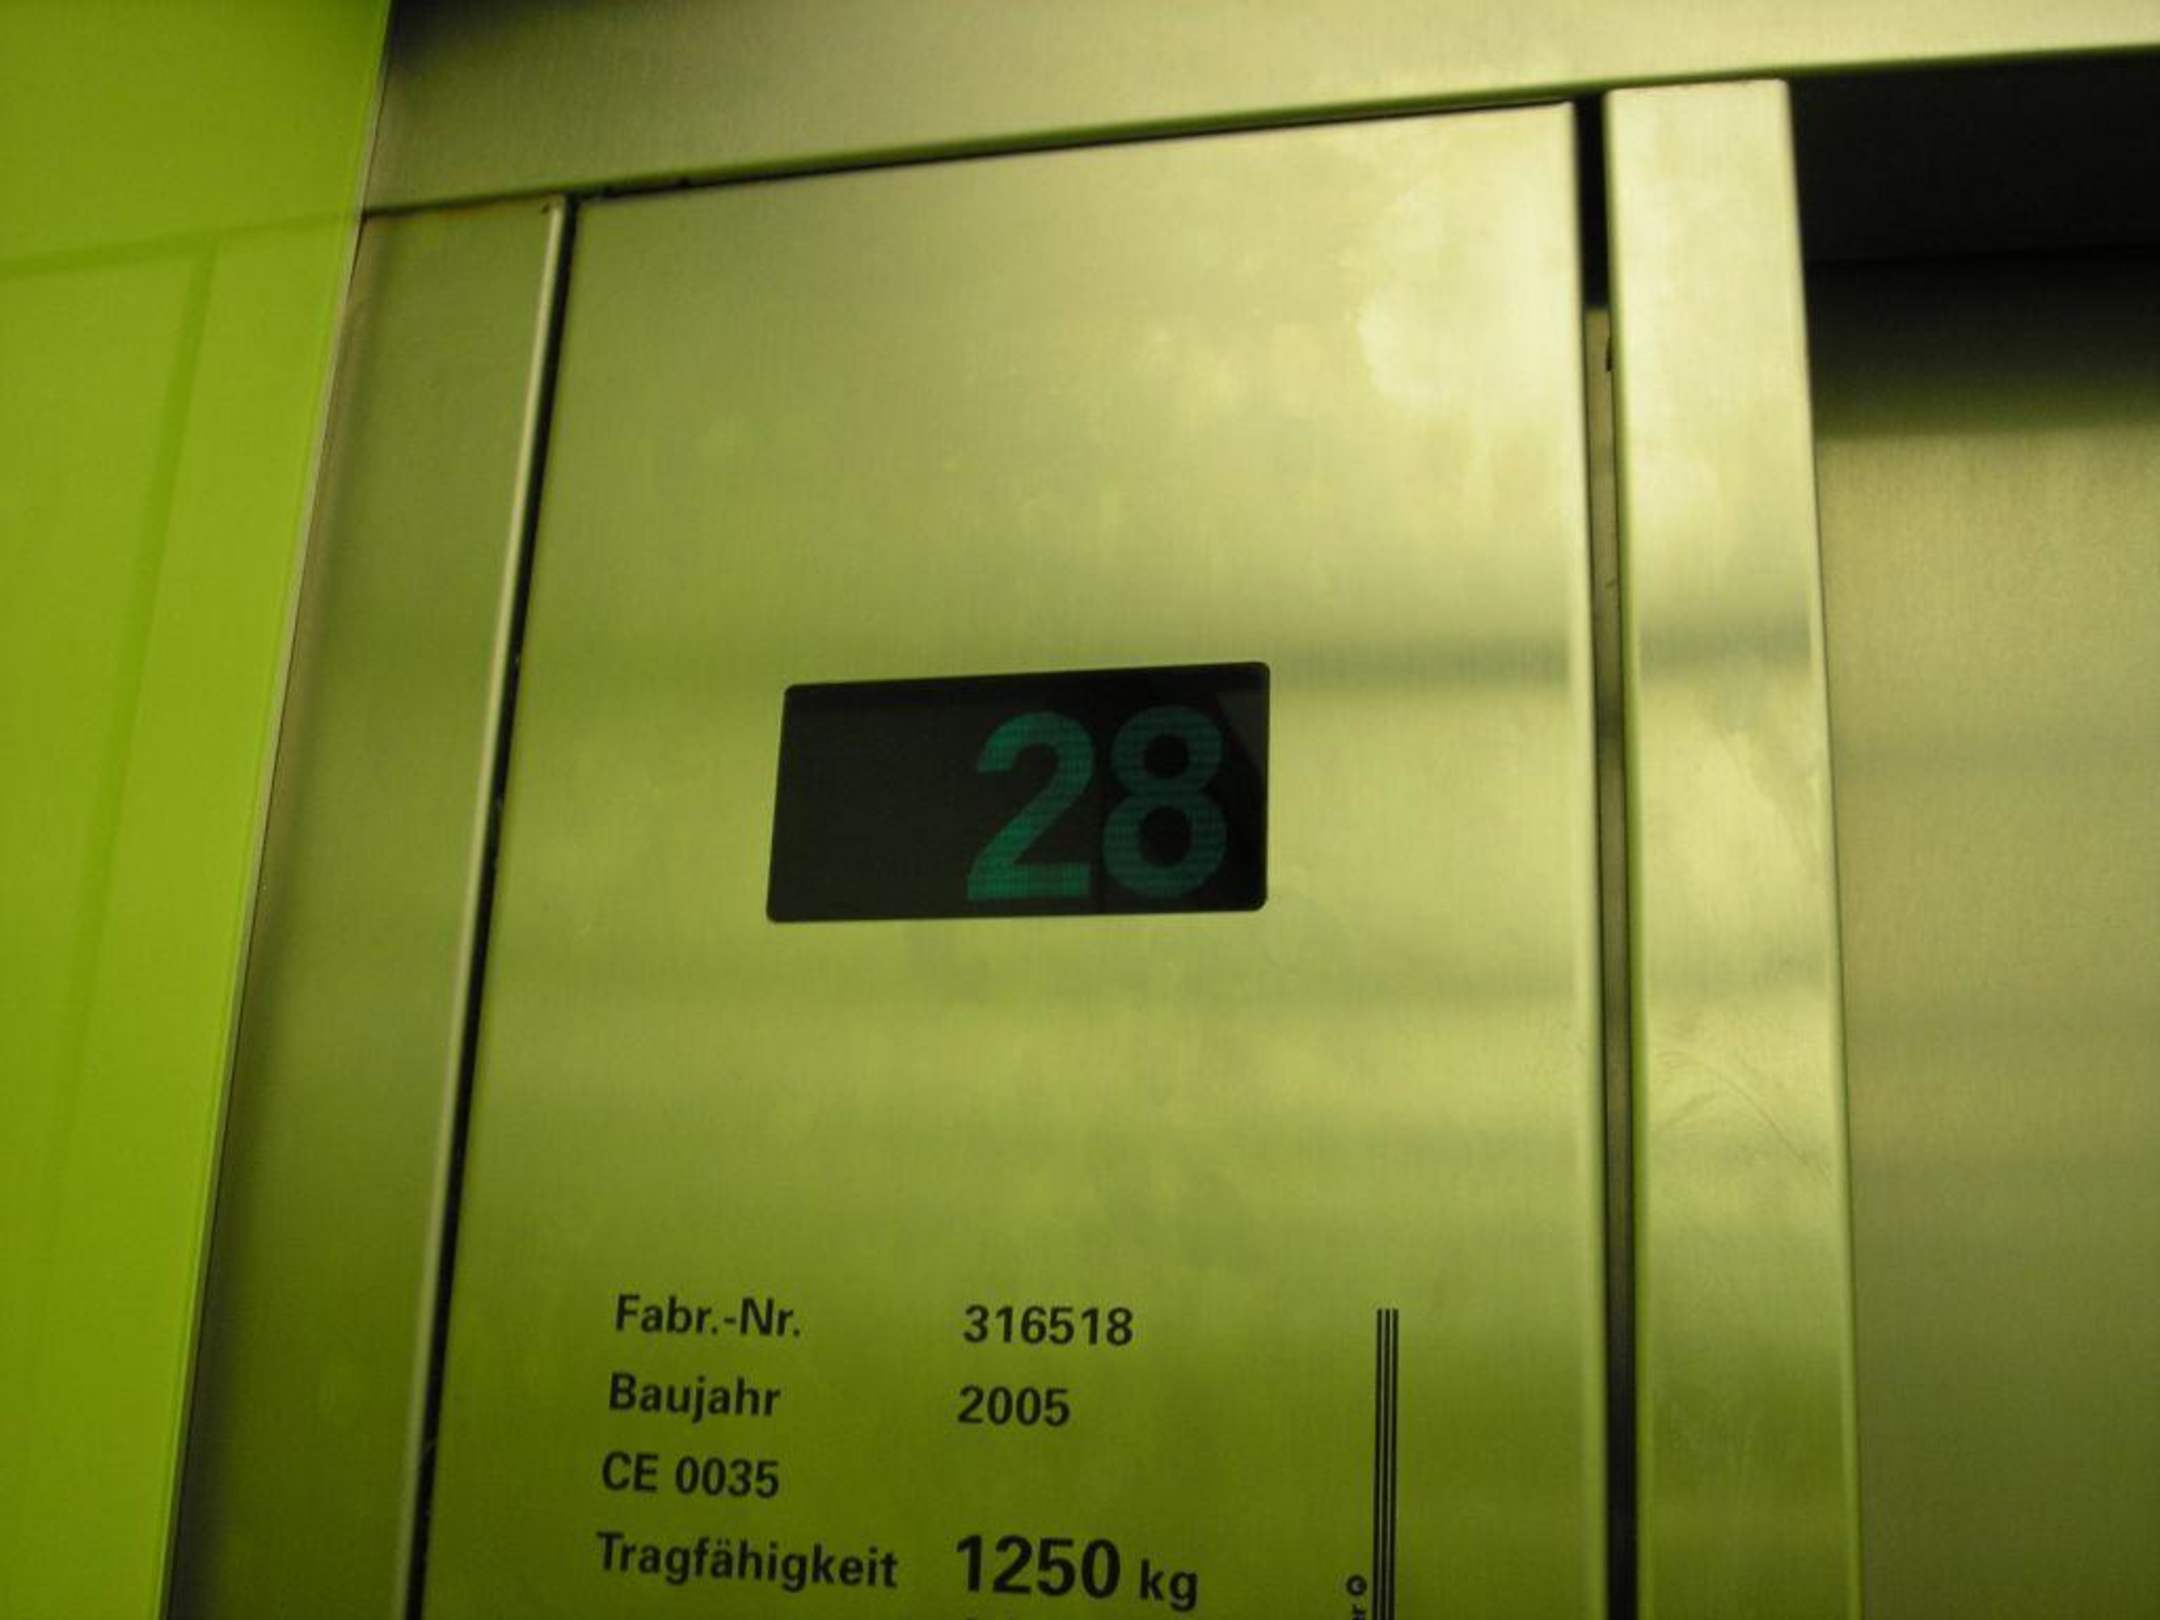 28
Fabr.-Nr. 316518
Baujahr 2005
CE 0035
Tragfähigkeit 1250 kg